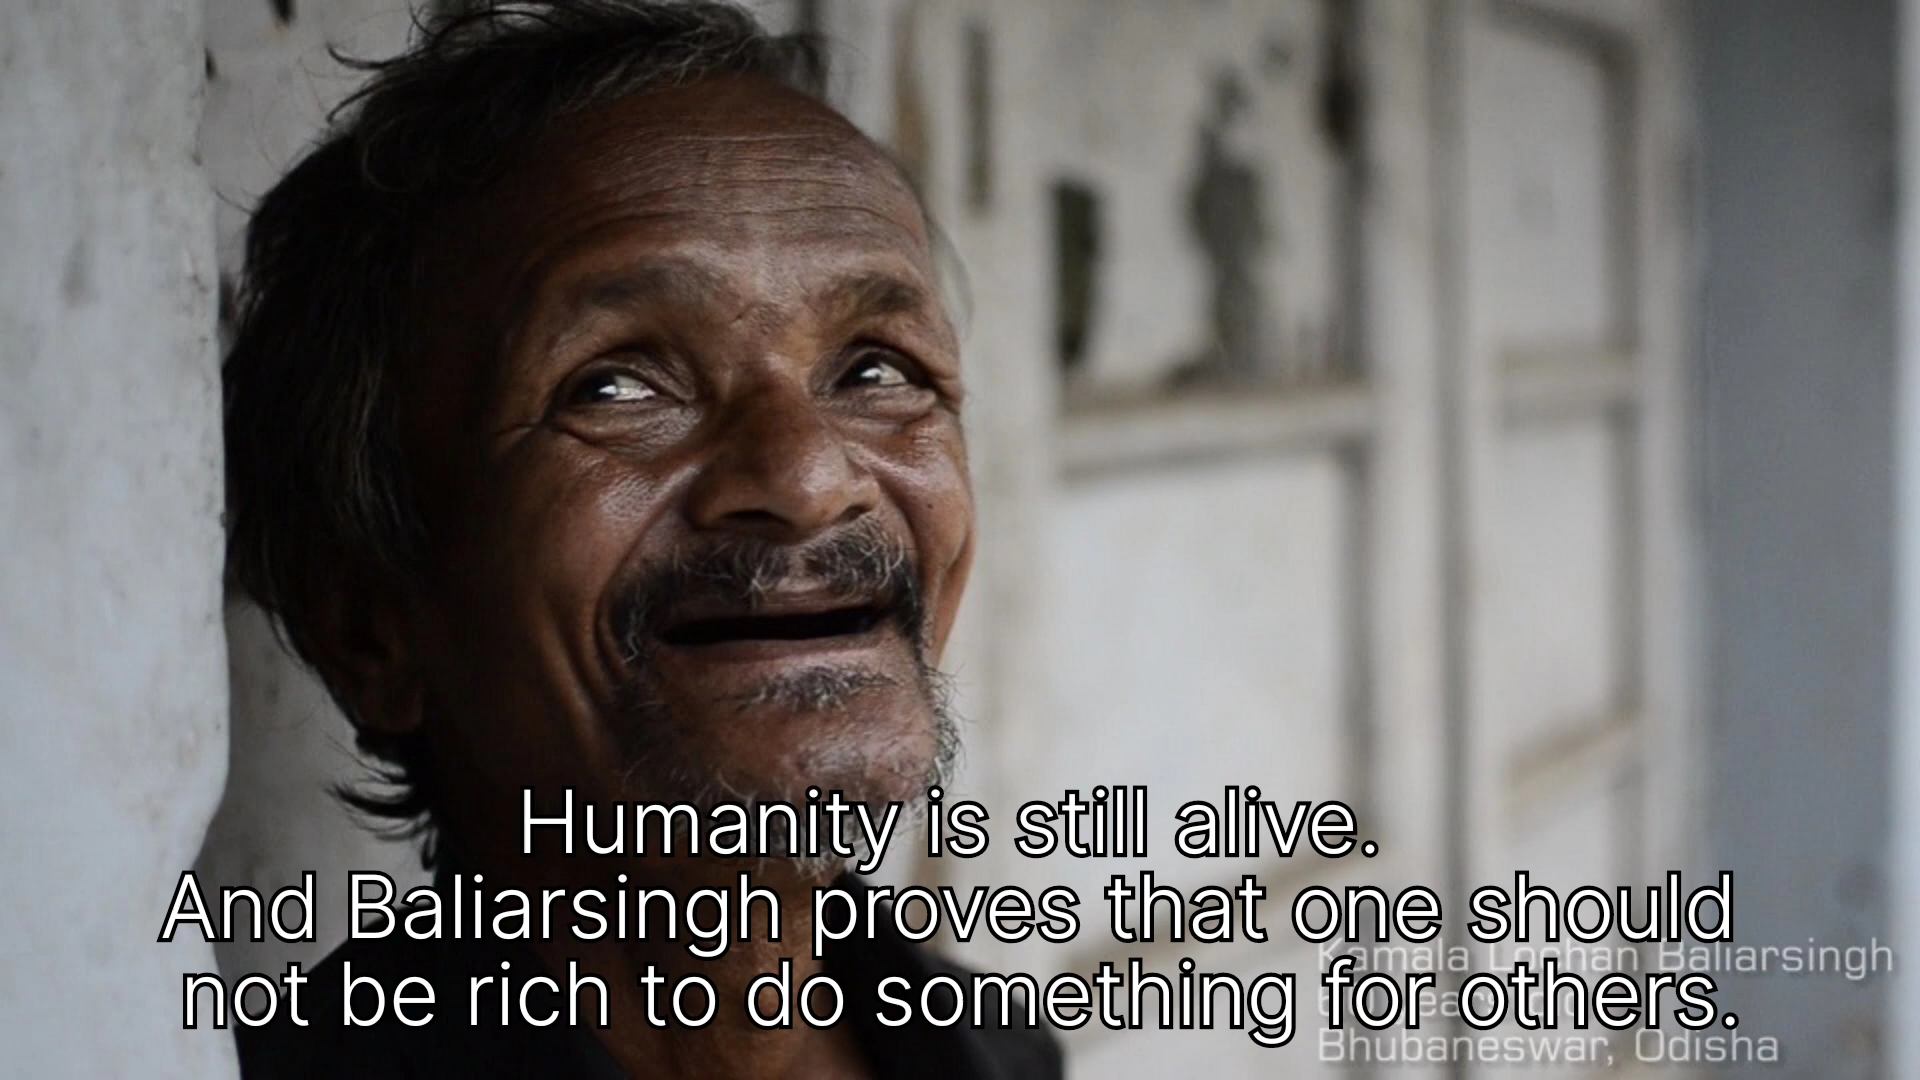 Humanity is still alive.
And Baliarsingh proves that one should
not be rich to do something for others.
Kamala Lochan Baliarsingh
Bhubaneswar, Odisha